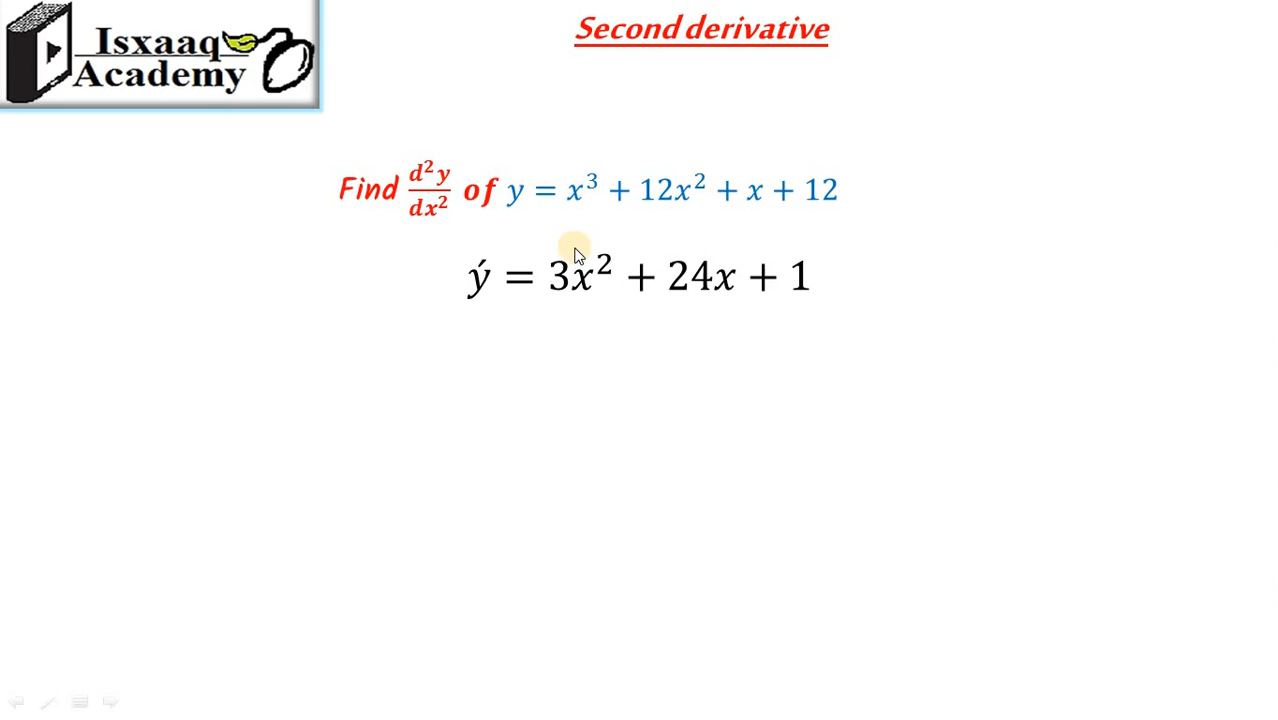 Isxaaq
Academy
Second derivative
Find d²y/dx² of y = x³ + 12x² + x + 12
ý = 3x² + 24x + 1